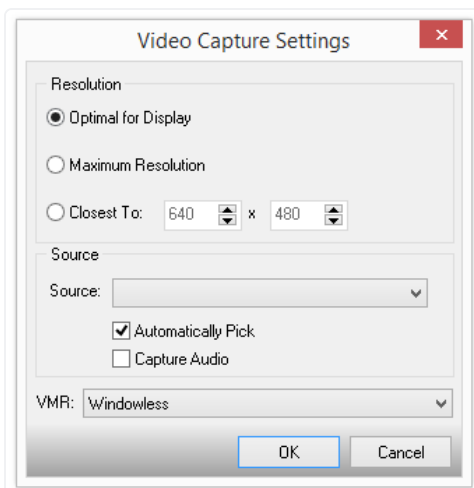 Video Capture Settings
Resolution
Optimal for Display
Maximum Resolution
Closest To: 640 x 480
Source
Source:
Automatically Pick
Capture Audio
VMR: Windowless
OK Cancel